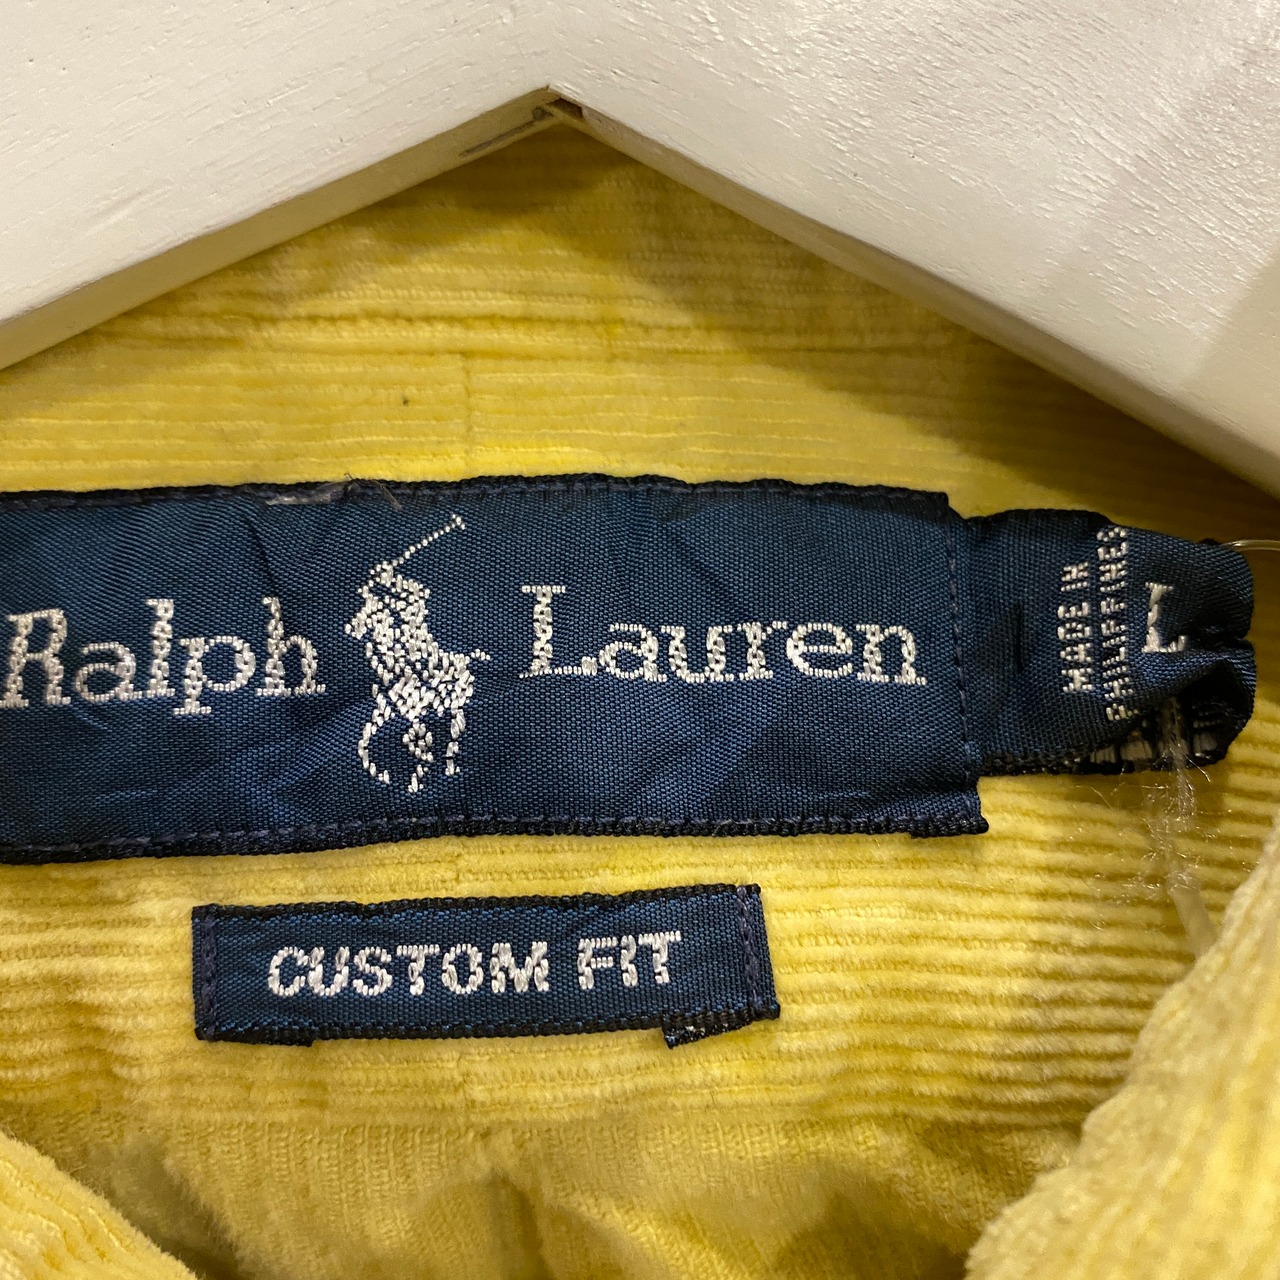 Ralph Lauren
MADE IN
PHILIPPINES
L
CUSTOM FIT